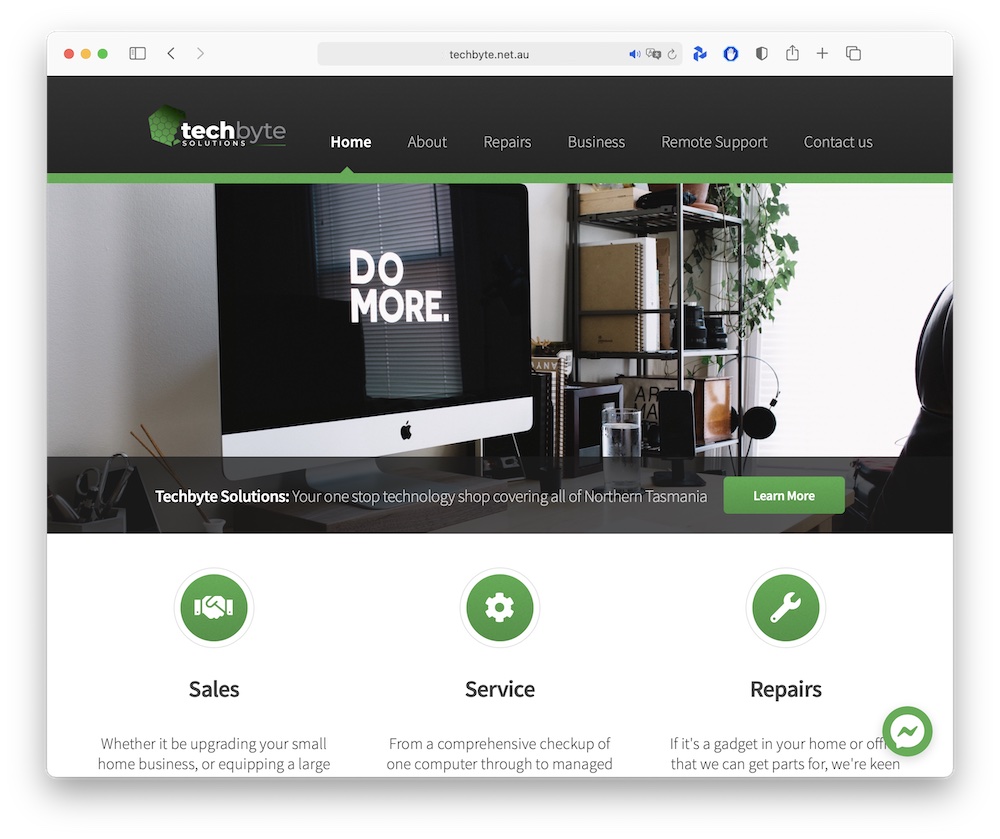 techbyte.net.au
techbyte
SOLUTIONS
Home About Repairs Business Remote Support Contact us
DO
MORE.
ART
Techbyte Solutions: Your one stop technology shop covering all of Northern Tasmania
Learn More
Sales Service Repairs
Whether it be upgrading your small From a comprehensive checkup of If it's a gadget in your home or
home business, or equipping a large one computer through to managed that we can get parts for, we're keen